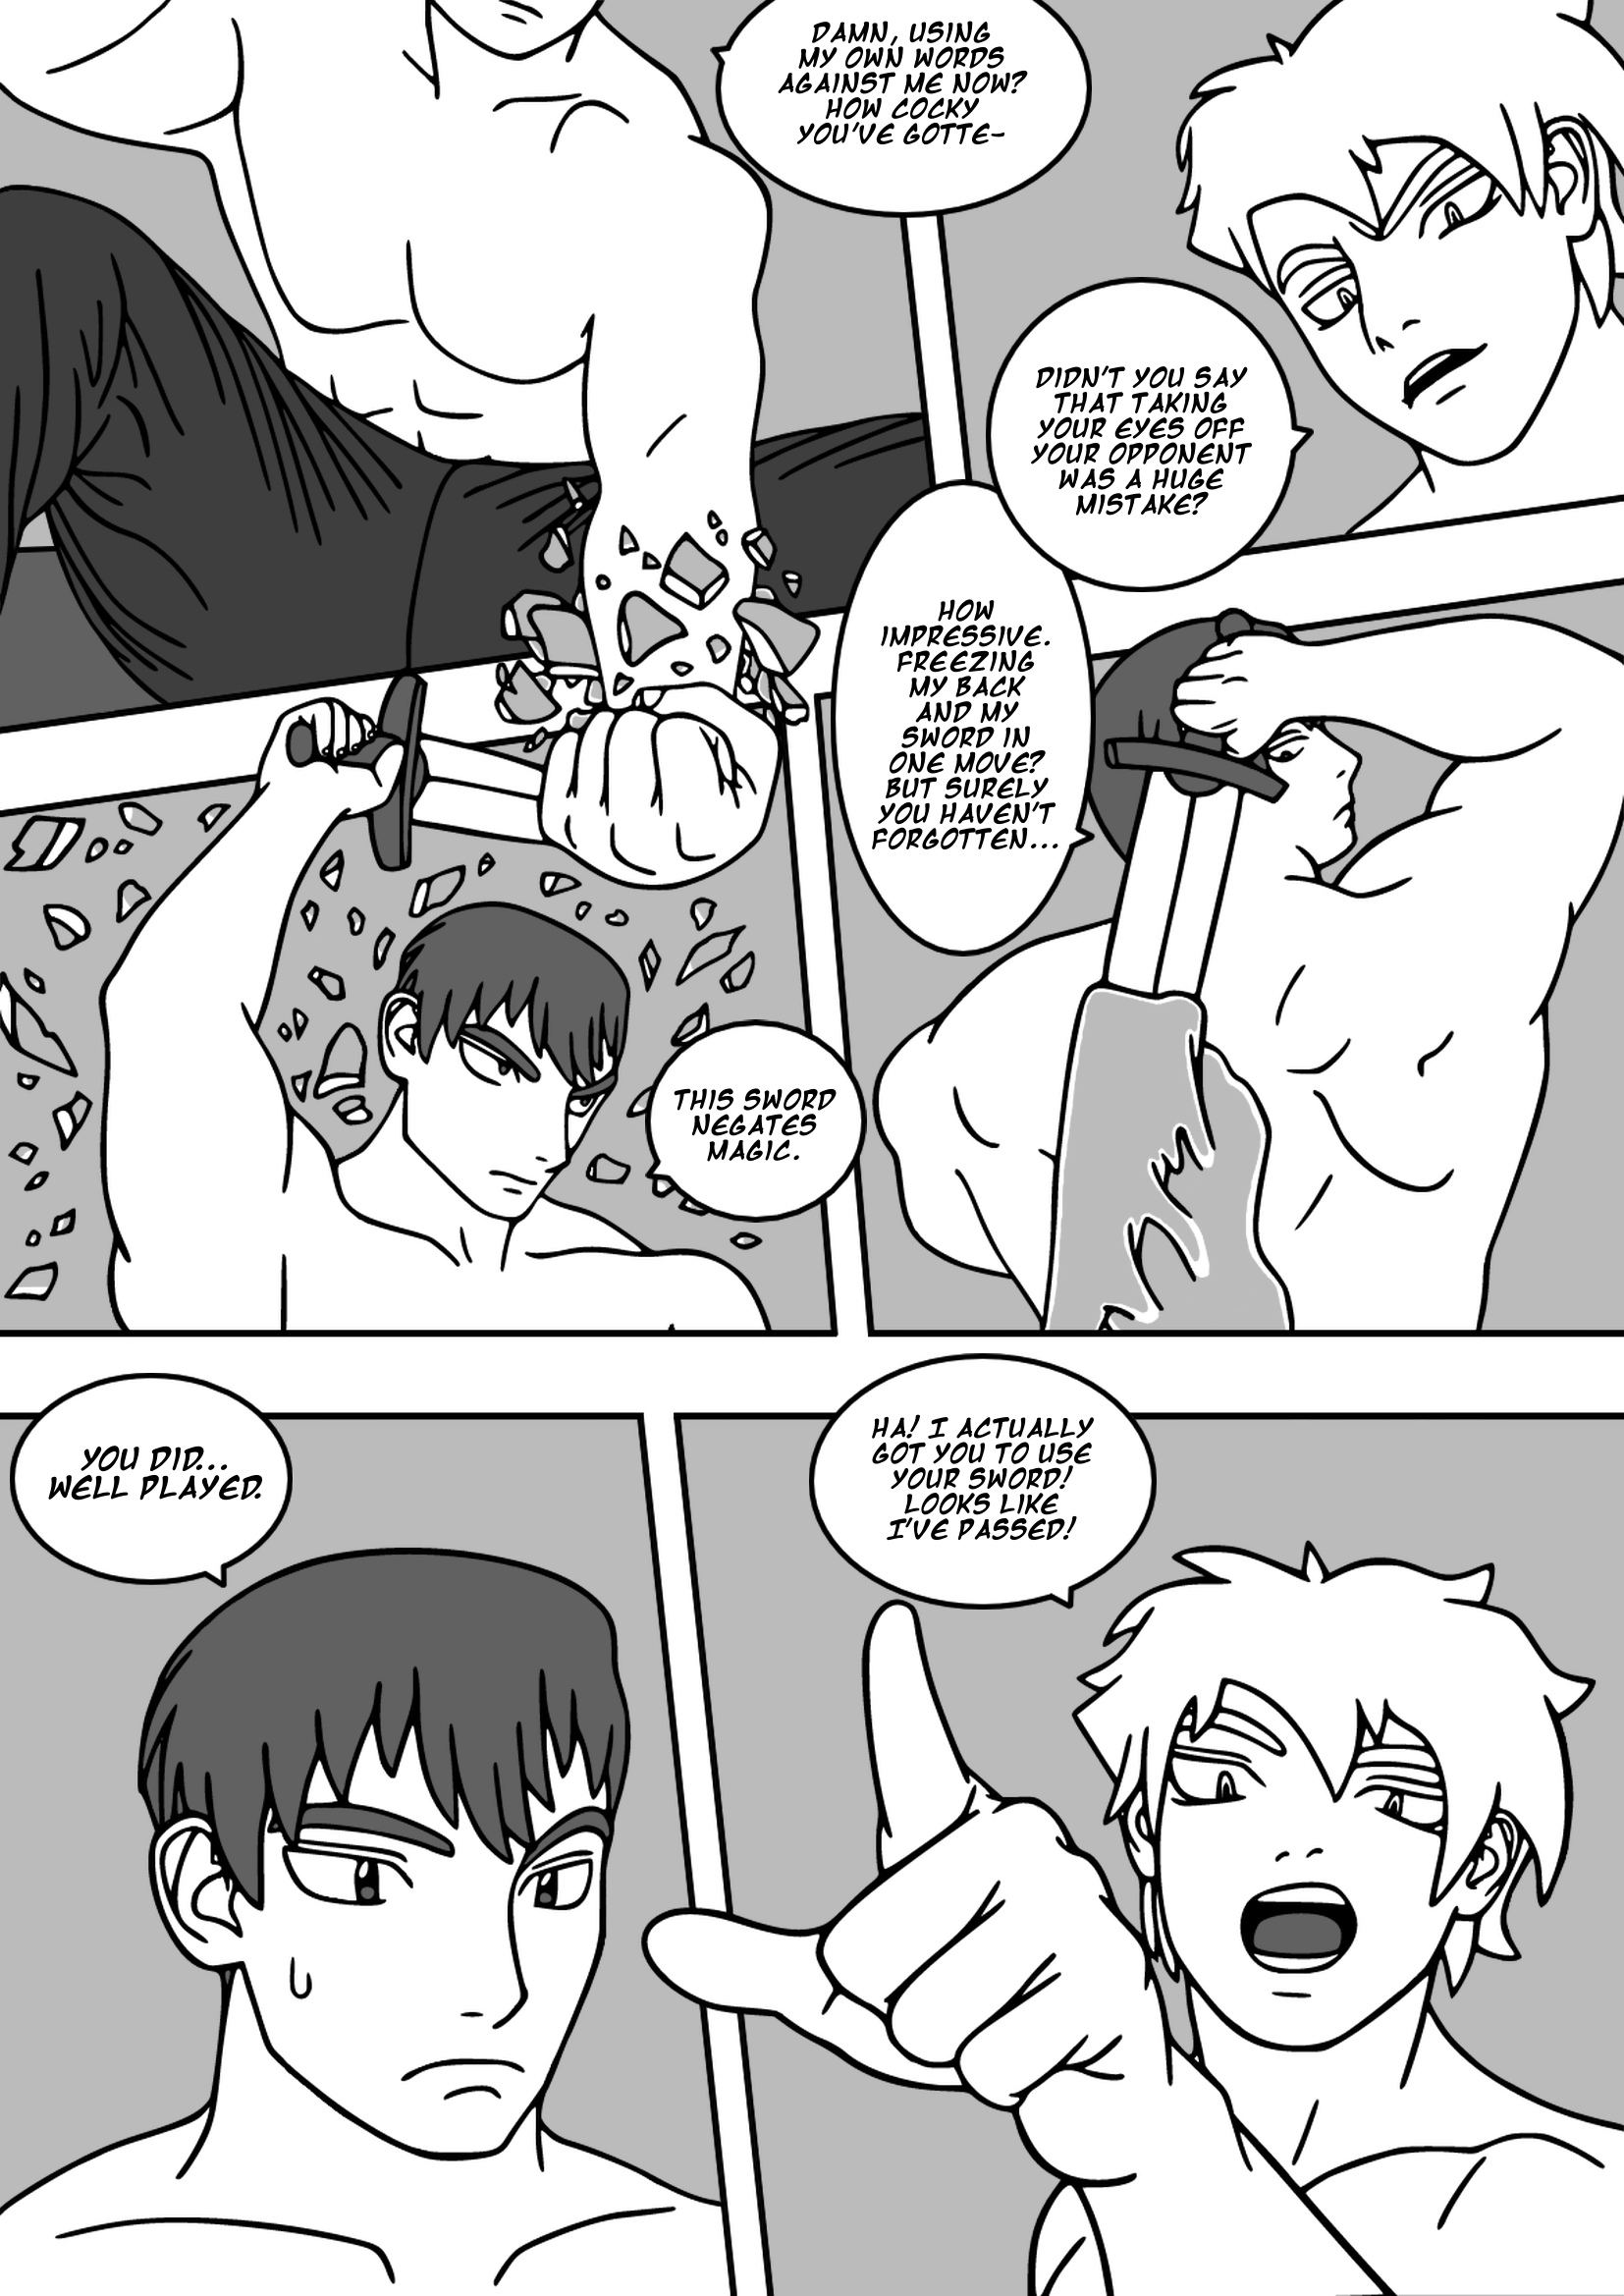 DIDN'T YOU SAY
THAT TAKING
YOUR EYES OFF
YOUR OPPONENT
WAS A HUGE
MISTAKE?
DAMN, USING
MY OWN WORDS
AGAINST ME NOW?
HOW COCKY
YOU'VE GOTTE-
HOW
IMPRESSIVE.
FREEZING
MY BACK
AND MY
SWORD IN
ONE MOVE?
BUT SURELY
YOU HAVEN'T
FORGOTTEN...
THIS SWORD
NEGATES
MAGIC.
HA! I ACTUALLY
GOT YOU TO USE
YOUR SWORD!
LOOKS LIKE
I'VE PASSED!
YOU DID...
WELL PLAYED.